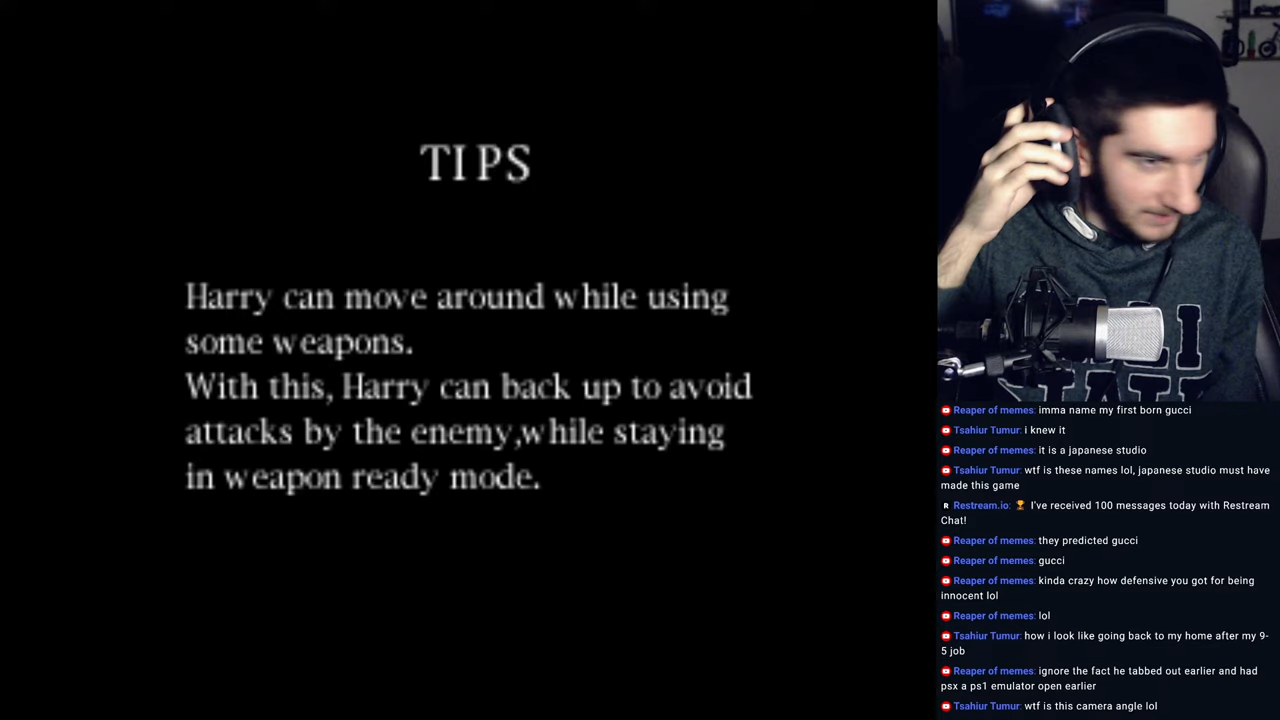 TIPS
Harry can move around while using
some weapons.
With this, Harry can back up to avoid
attacks by the enemy,while staying
in weapon ready mode.
Reaper of memes: imma name my first born gucci
Tsahiur Tumur: i knew it
Reaper of memes: it is a japanese studio
Tsahiur Tumur: wtf is these names lol, japanese studio must have
made this game
R Restream.io: 🏆 I've received 100 messages today with Restream
Chat!
Reaper of memes: they predicted gucci
Reaper of memes: gucci
Reaper of memes: kinda crazy how defensive you got for being
innocent lol
Reaper of memes: lol
Tsahiur Tumur: how i look like going back to my home after my 9-
5 job
Reaper of memes: ignore the fact he tabbed out earlier and had
psx a ps1 emulator open earlier
Tsahiur Tumur: wtf is this camera angle lol